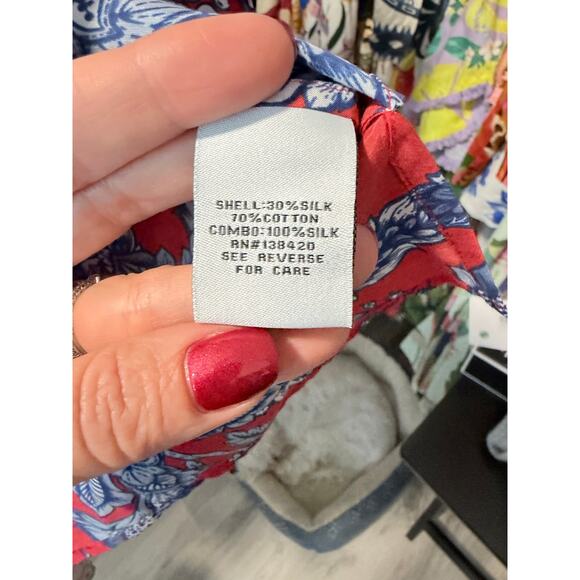 SHELL:30%SILK
70%COTTON
COMBO:100%SILK
RN#138420
SEE REVERSE
FOR CARE